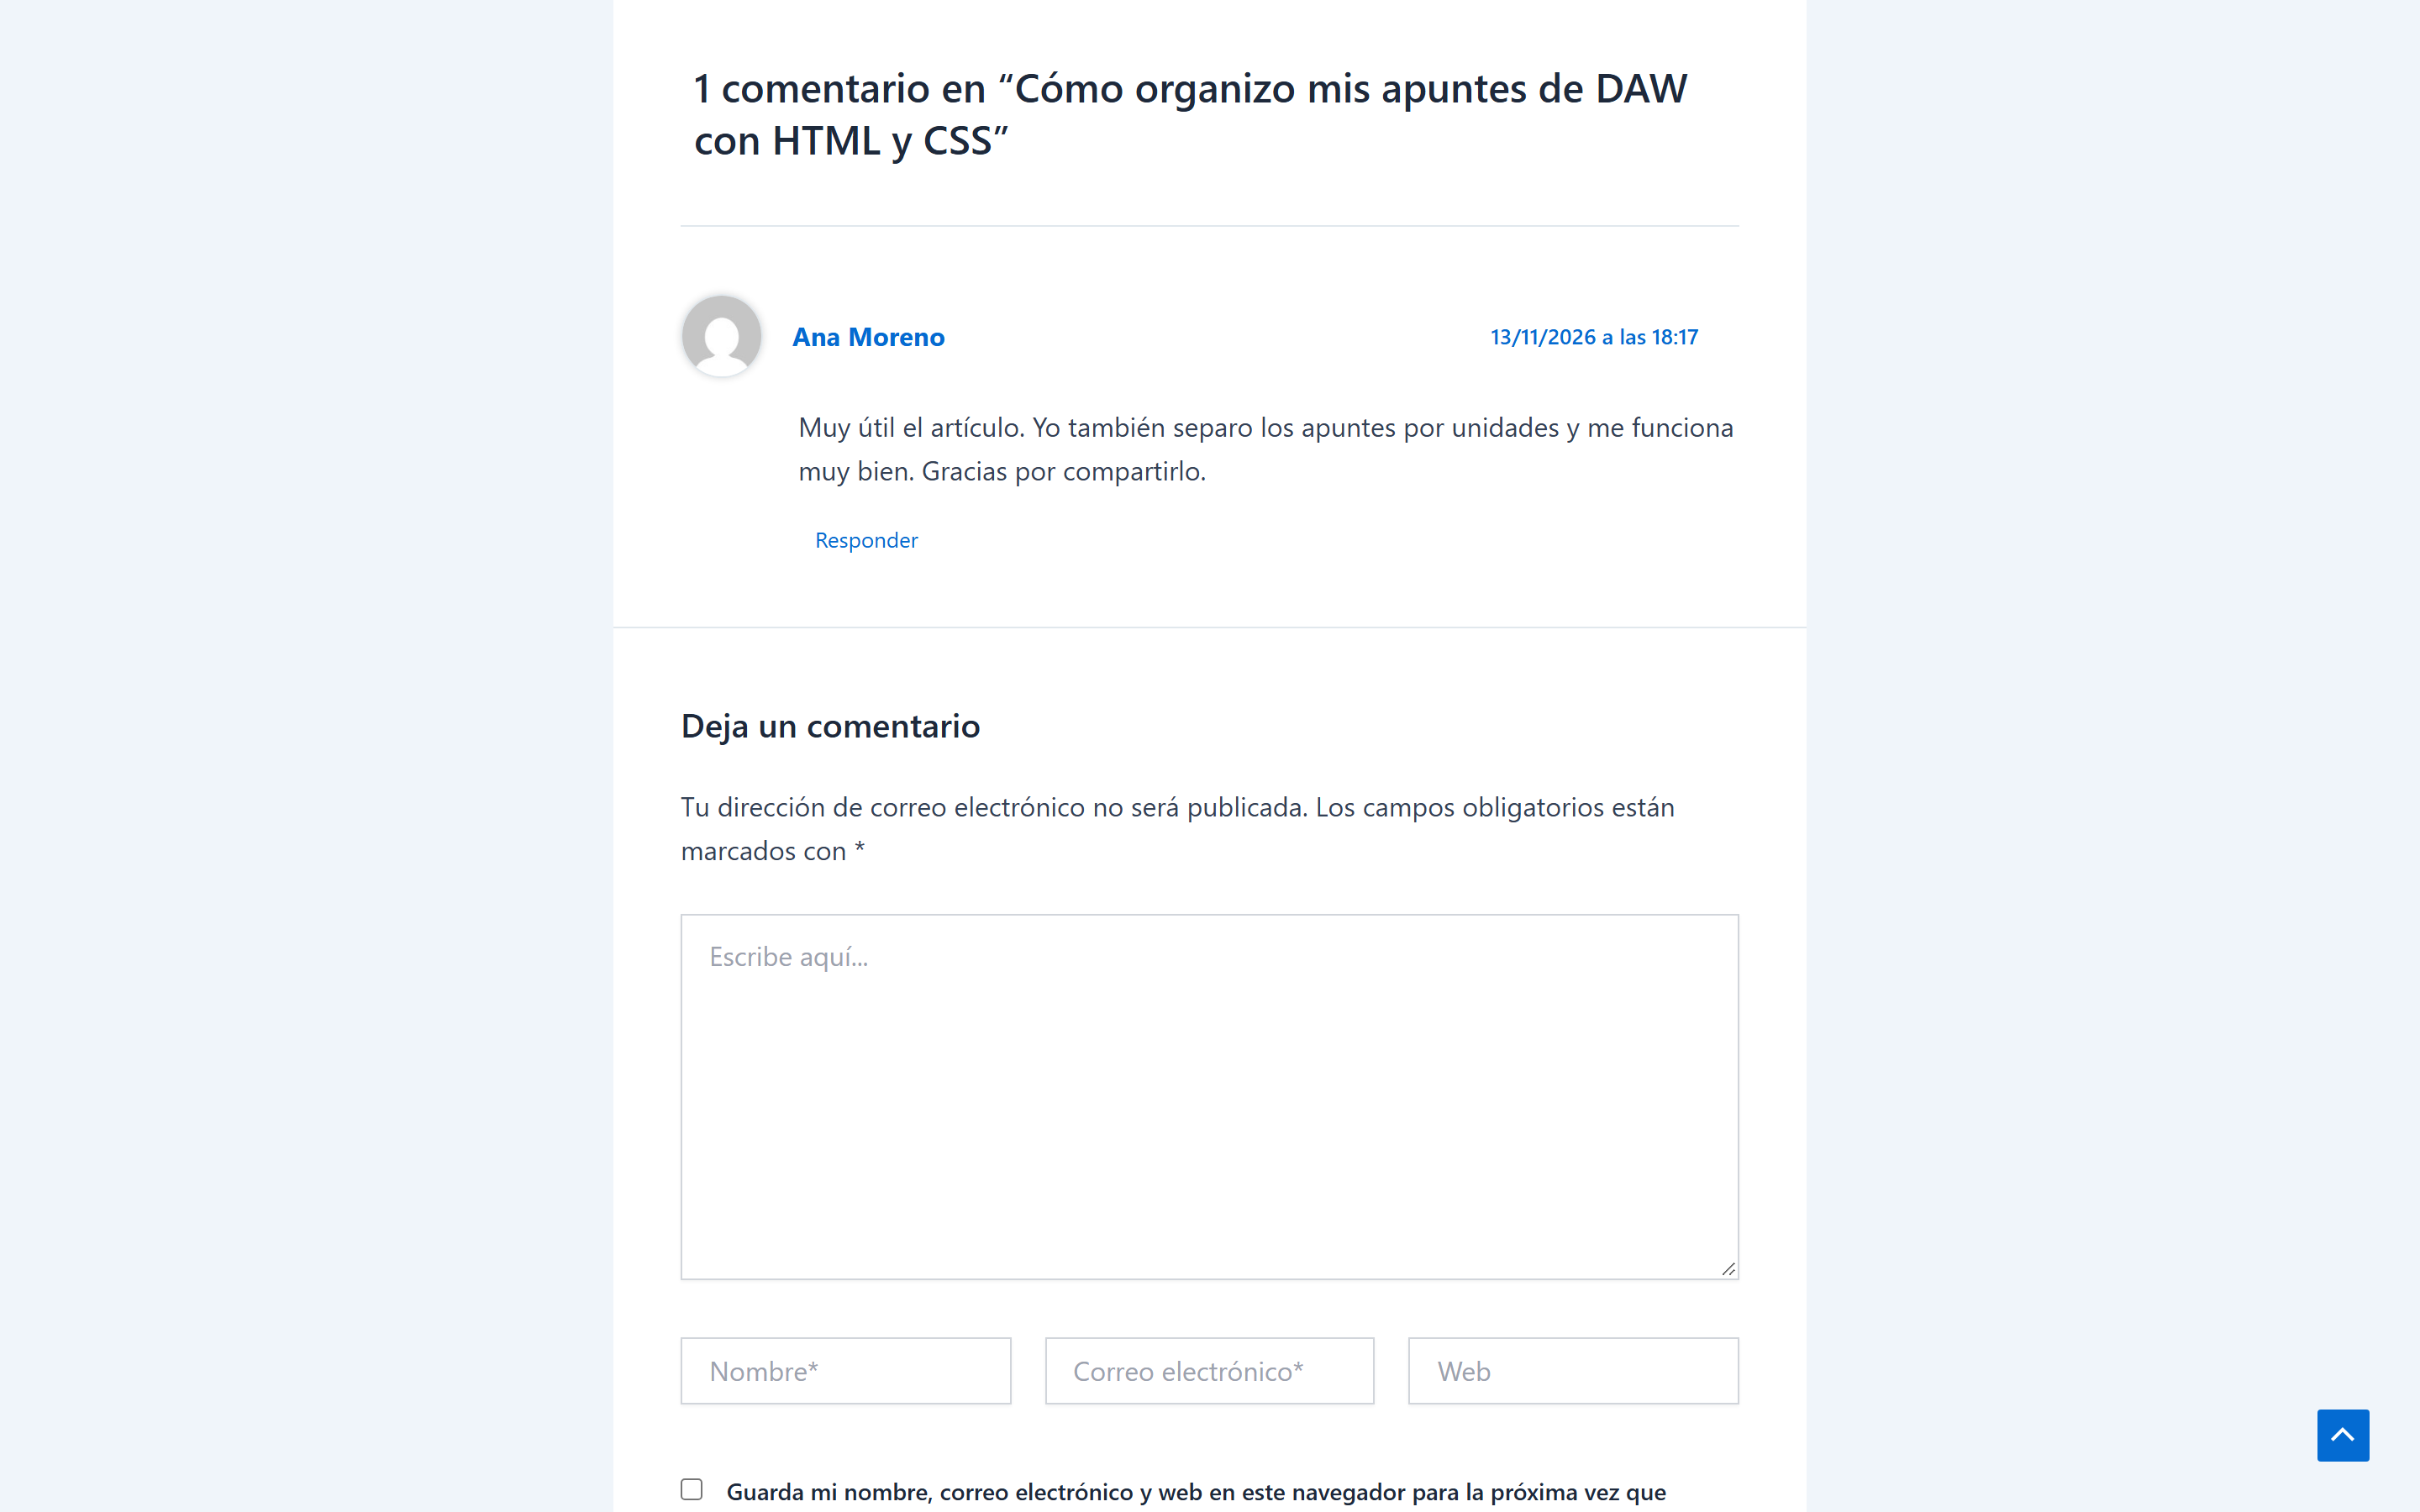 1 comentario en “Cómo organizo mis apuntes de DAW
con HTML y CSS”
Ana Moreno
13/11/2026 a las 18:17
Muy útil el artículo. Yo también separo los apuntes por unidades y me funciona
muy bien. Gracias por compartirlo.
Responder
Deja un comentario
Tu dirección de correo electrónico no será publicada. Los campos obligatorios están
marcados con *
Escribe aquí...
Nombre*
Correo electrónico*
Web
Guarda mi nombre, correo electrónico y web en este navegador para la próxima vez que